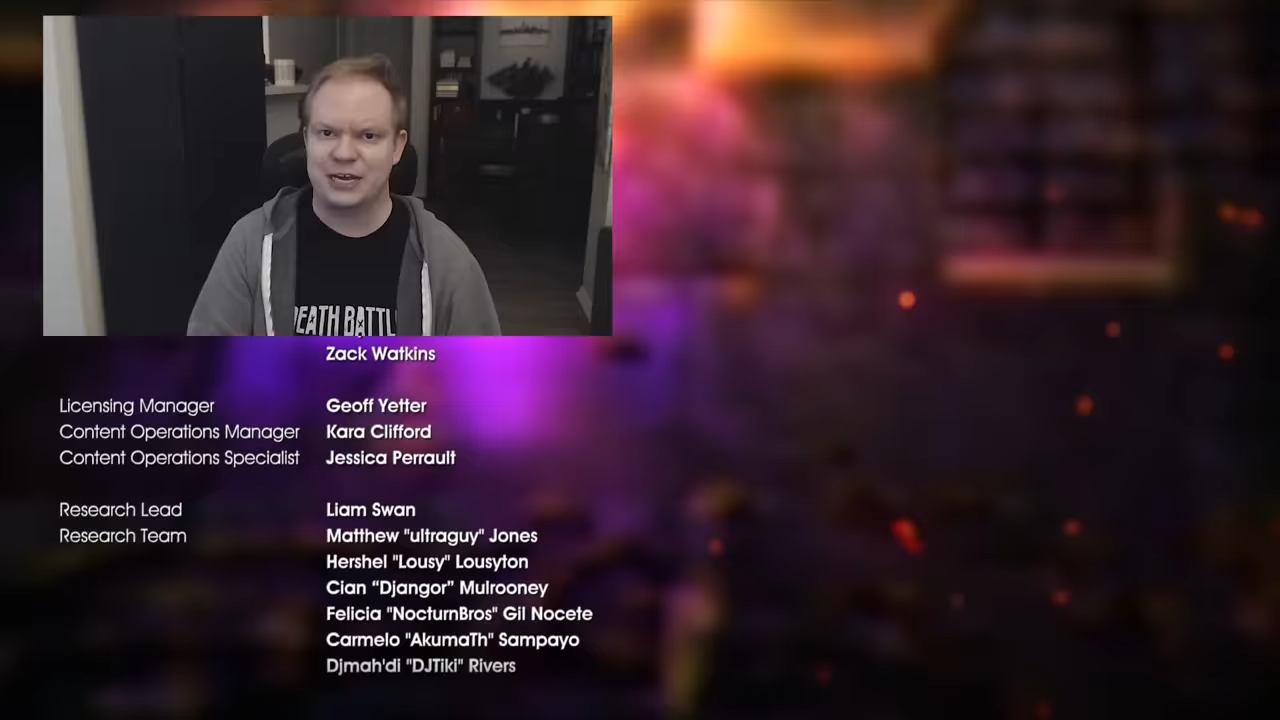 DEATH BATTL
Zack Watkins
Licensing Manager Geoff Yetter
Content Operations Manager Kara Clifford
Content Operations Specialist Jessica Perrault
Research Lead Liam Swan
Research Team Matthew "ultraguy" Jones
Hershel "Lousy" Lousyton
Cian “Djangor” Mulrooney
Felicia "NocturnBros" Gil Nocete
Carmelo "AkumaTh" Sampayo
Djmah'di "DJTiki" Rivers